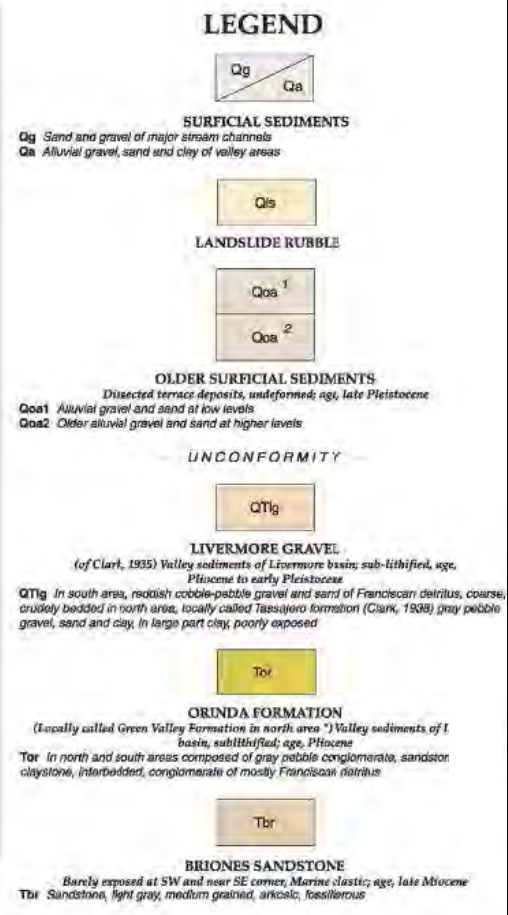 LEGEND
Qg
Qa
SURFICIAL SEDIMENTS
Qg Sand and gravel of major stream channels
Qa Alluvial gravel, sand and clay of valley areas
Qls
LANDSLIDE RUBBLE
Qoa 1
Qoa 2
OLDER SURFICIAL SEDIMENTS
Dissected terrace deposits, undeformed; age, late Pleistocene
Qoa1 Alluvial gravel and sand at low levels
Qoa2 Older alluvial gravel and sand at higher levels
UNCONFORMITY
QTlg
LIVERMORE GRAVEL
(of Clark, 1935) Valley sediments of Livermore basin; sub-lithified, age,
Pliocene to early Pleistocene
QTlg In south area, reddish cobble-pebble gravel and sand of Franciscan detritus, coarse,
crudely bedded in north area, locally called Tassajero formation (Clark, 1938) gray pebble
gravel, sand and clay, in large part clay, poorly exposed
Tor
ORINDA FORMATION
(Locally called Green Valley Formation in north area *) Valley sediments of L
basin, sublithified; age, Pliocene
Tor In north and south areas composed of gray pebble conglomerate, sandston
claystone, interbedded, conglomerate of mostly Franciscan detritus
Tbr
BRIONES SANDSTONE
Barely exposed at SW and near SE corner, Marine clastic; age, late Miocene
Tbr Sandstone, light gray, medium grained, arkosic, fossiliferous